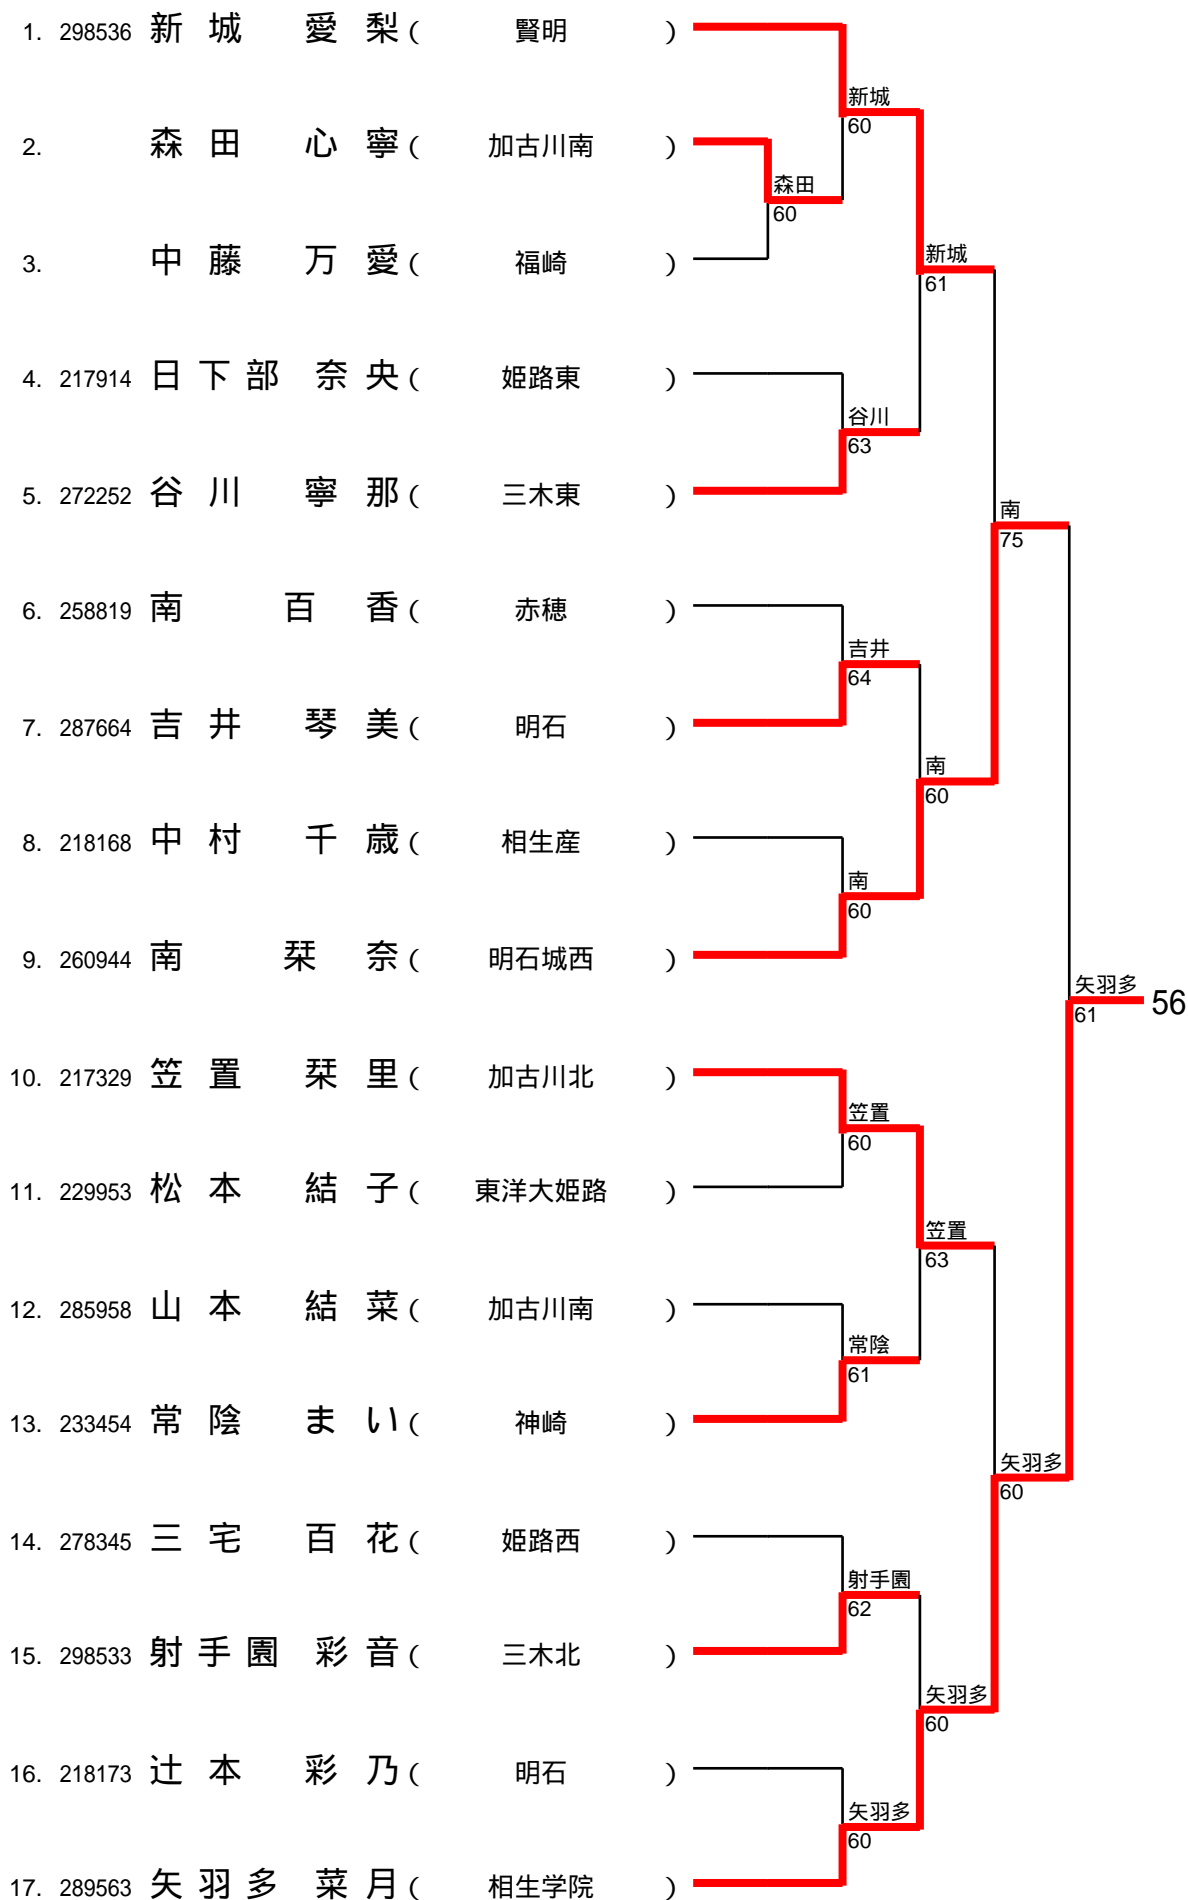 1. 298536 新城 愛梨 ( 賢明 )
新城
60
2. 森田 心寧 ( 加古川南 )
森田
60
3. 中藤 万愛 ( 福崎 )
新城
61
4. 217914 日下部 奈央 ( 姫路東 )
谷川
63
5. 272252 谷川 寧那 ( 三木東 )
南
75
6. 258819 南 百香 ( 赤穂 )
吉井
64
7. 287664 吉井 琴美 ( 明石 )
南
60
8. 218168 中村 千歳 ( 相生産 )
南
60
9. 260944 南 栞奈 ( 明石城西 )
矢羽多
61
56
10. 217329 笠置 栞里 ( 加古川北 )
笠置
60
11. 229953 松本 結子 ( 東洋大姫路 )
笠置
63
12. 285958 山本 結菜 ( 加古川南 )
常陰
61
13. 233454 常陰 まい ( 神崎 )
矢羽多
60
14. 278345 三宅 百花 ( 姫路西 )
射手園
62
15. 298533 射手園 彩音 ( 三木北 )
矢羽多
60
16. 218173 辻本 彩乃 ( 明石 )
矢羽多
60
17. 289563 矢羽多 菜月 ( 相生学院 )